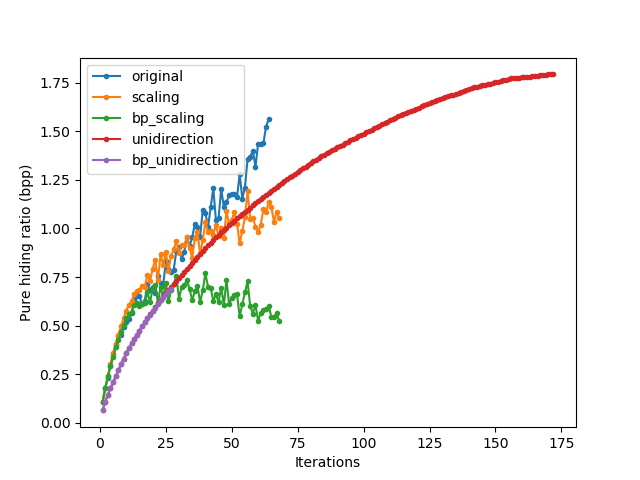 original
scaling
bp_scaling
unidirection
bp_unidirection
Pure hiding ratio (bpp)
1.75
1.50
1.25
1.00
0.75
0.50
0.25
0.00
0 25 50 75 100 125 150 175
Iterations